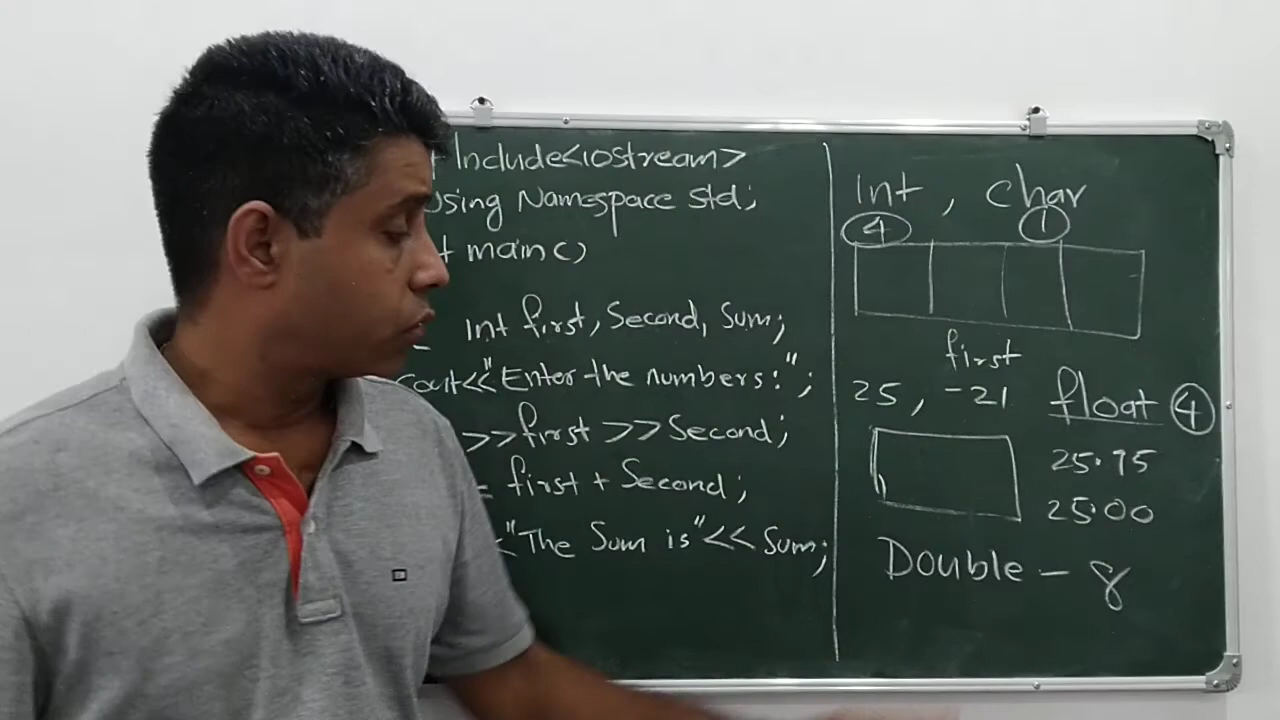 Include<iostream>
using Namespace std;
main()
Int first, Second, Sum;
Cout<<"Enter the numbers:";
>>first >>Second;
= first + Second;
<"The Sum is"<< Sum;
int, char
4 1
first
25, -21
float 4
25.75
25.00
Double - 8